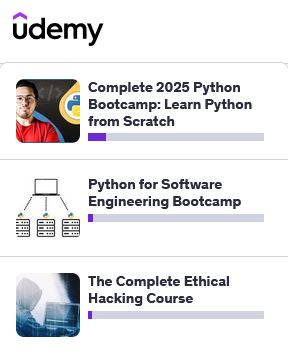 udemy
Complete 2025 Python
Bootcamp: Learn Python
from Scratch
Python for Software
Engineering Bootcamp
The Complete Ethical
Hacking Course